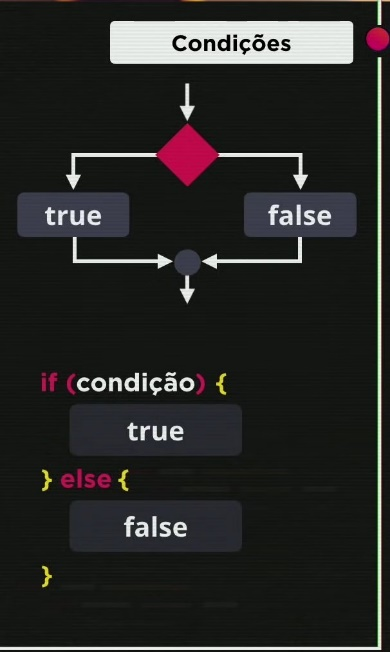 Condições
true false
if (condição) {
true
} else {
false
}